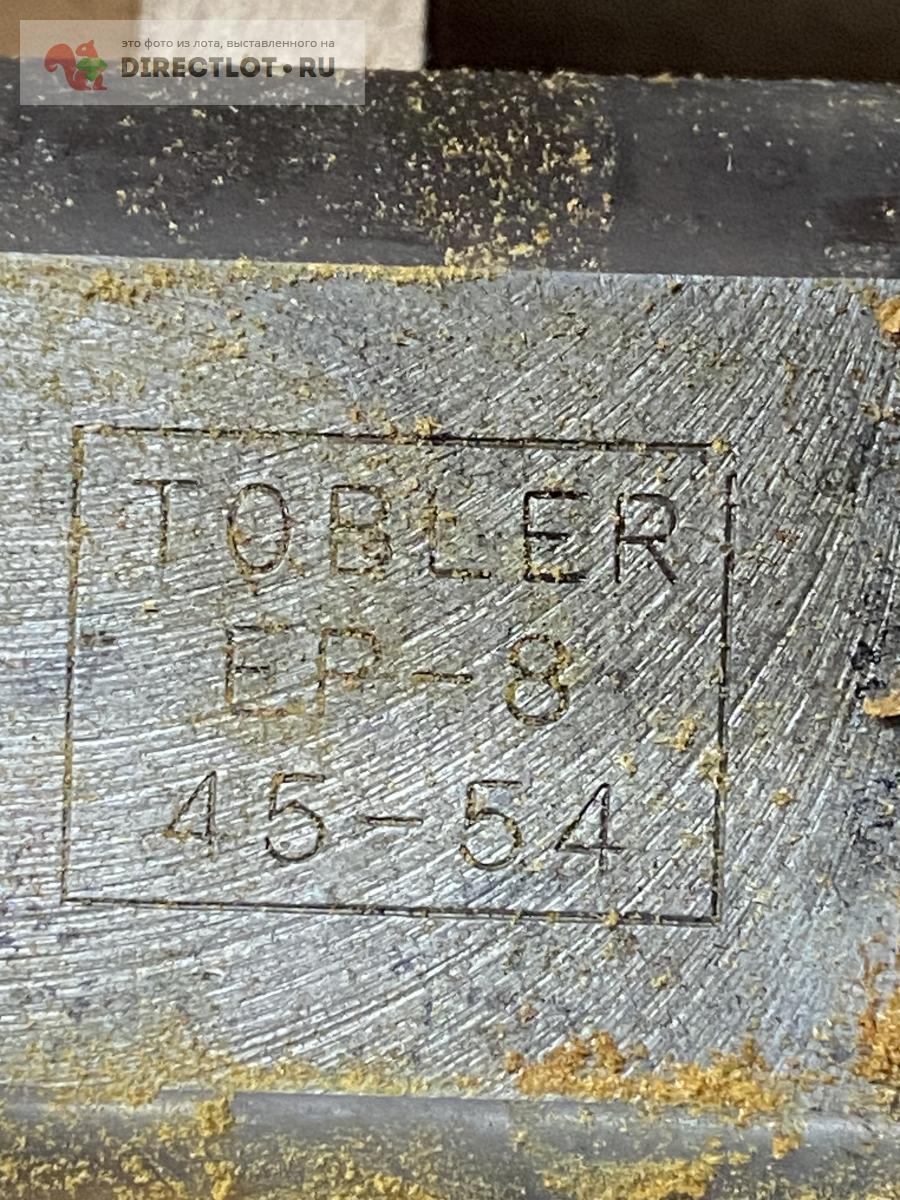 это фото из лота, выставленного на
DIRECTLOT•RU
TOBLER
EP-8
45-54